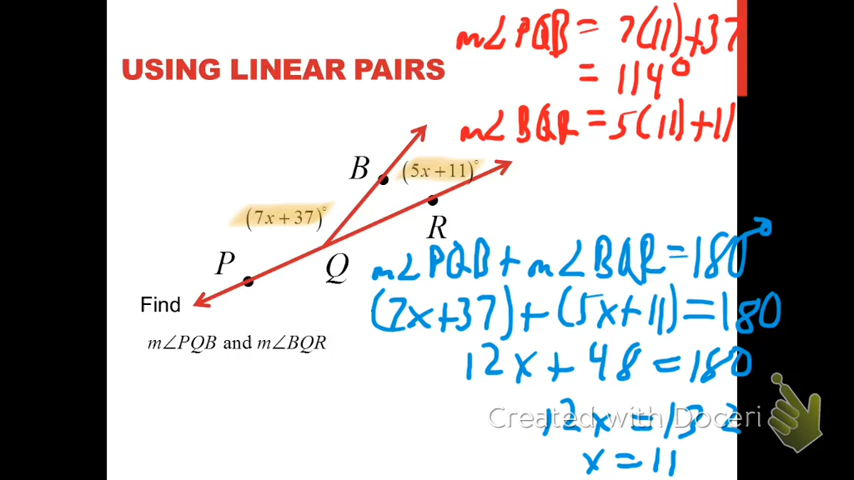 m∠PQB = 7(11)+37
= 114°
USING LINEAR PAIRS
m∠BQR = 5(11)+11
B
(5x+11)°
(7x+37)°
R
P
Q
m∠PQB + m∠BQR = 180°
Find
(7x+37)+(5x+11)=180
m∠PQB and m∠BQR
12x + 48 = 180
Created with Doceri
12x = 132
x = 11